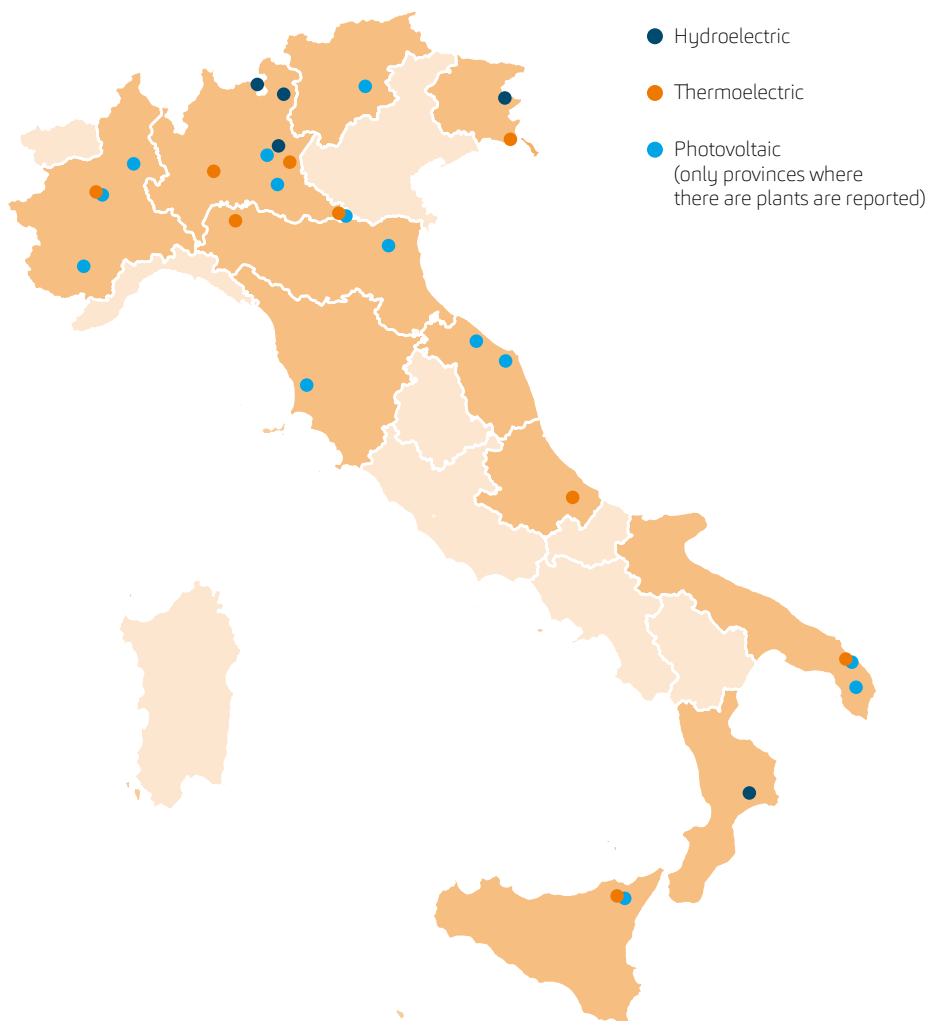 Hydroelectric
Thermoelectric
Photovoltaic
(only provinces where
there are plants are reported)